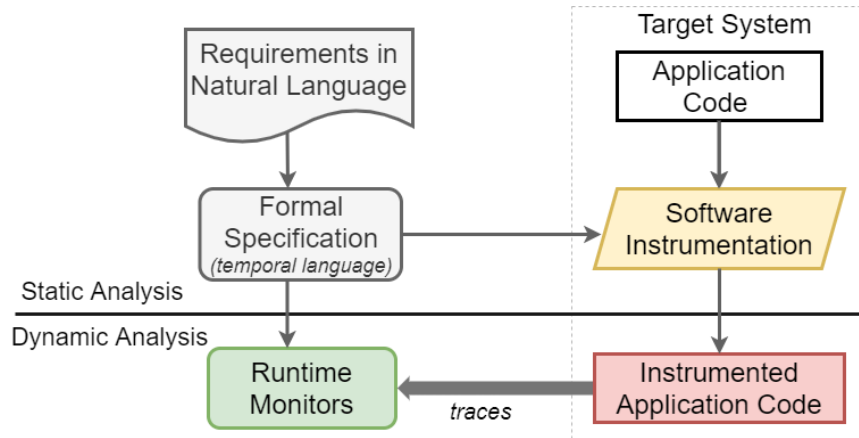 Target System
Requirements in
Natural Language
Application
Code
Formal
Specification
(temporal language)
Software
Instrumentation
Static Analysis
Dynamic Analysis
Runtime
Monitors
traces
Instrumented
Application Code